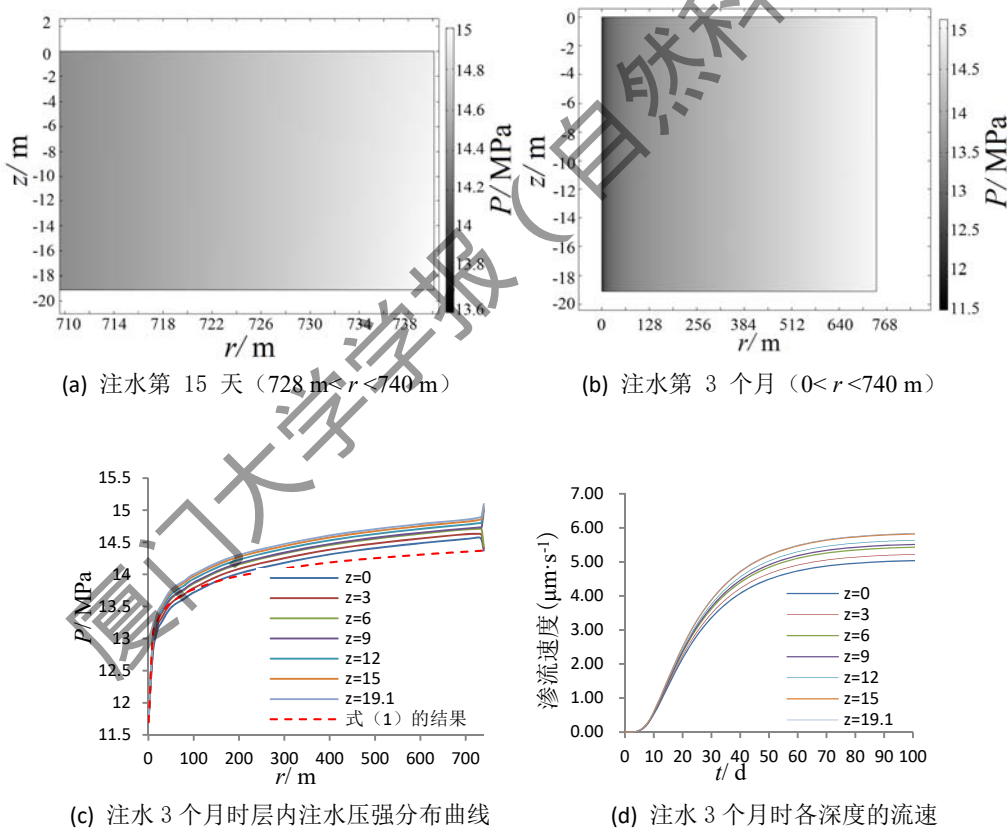 2
0
-2
-4
-6
-8
-10
-12
-14
-16
-18
-20
z/ m
710 714 718 722 726 730 734 738
r/ m
15
14.8
14.6
14.4
14.2
14
13.8
13.6
P/ MPa
(a) 注水第 15 天（728 m< r <740 m）
0
-2
-4
-6
-8
-10
-12
-14
-16
-18
-20
z/ m
0 128 256 384 512 640 768
r/ m
15
14.5
14
13.5
13
12.5
12
11.5
P/ MPa
(b) 注水第 3 个月（0< r <740 m）
15.5
15
14.5
14
13.5
13
12.5
12
11.5
P/ MPa
0 100 200 300 400 500 600 700
r/ m
z=0
z=3
z=6
z=9
z=12
z=15
z=19.1
式（1）的结果
(c) 注水 3 个月时层内注水压强分布曲线
7.00
6.00
5.00
4.00
3.00
2.00
1.00
0.00
渗流速度(μm·s⁻¹)
0 10 20 30 40 50 60 70 80 90 100
t/ d
z=0
z=3
z=6
z=9
z=12
z=15
z=19.1
(d) 注水 3 个月时各深度的流速
厦门大学学报（自然科